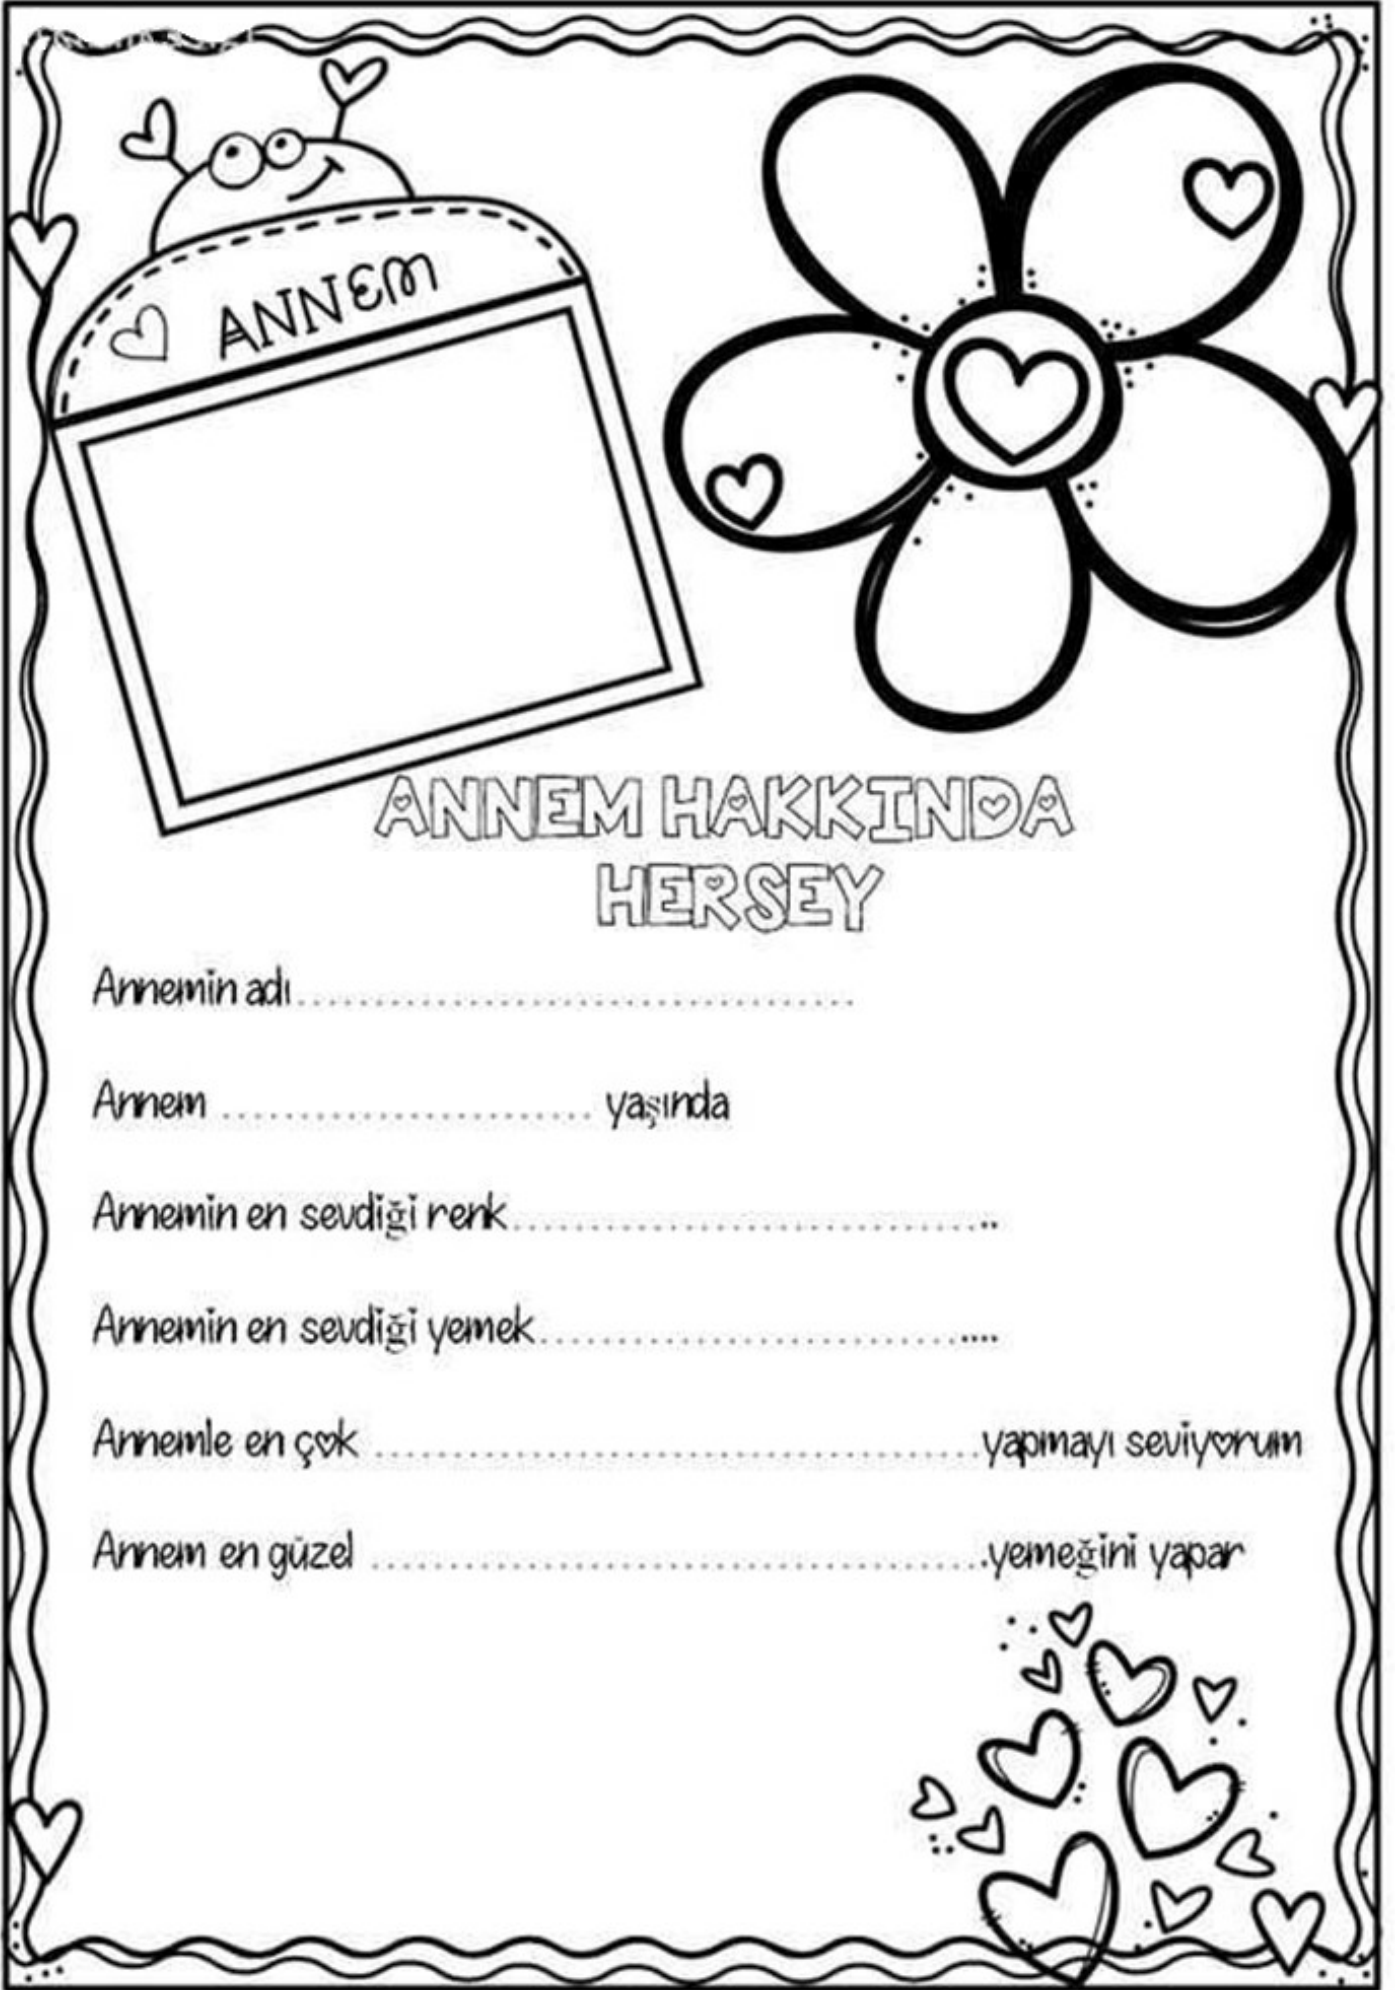 ANNEM
ANNEM HAKKINDA
HERSEY
Annemin adı...................................
Annem ........................ yaşında
Annemin en sevdiği renk................................
Annemin en sevdiği yemek...............................
Annemle en çok .......................................yapmayı seviyorum
Annem en güzel ........................................yemeğini yapar